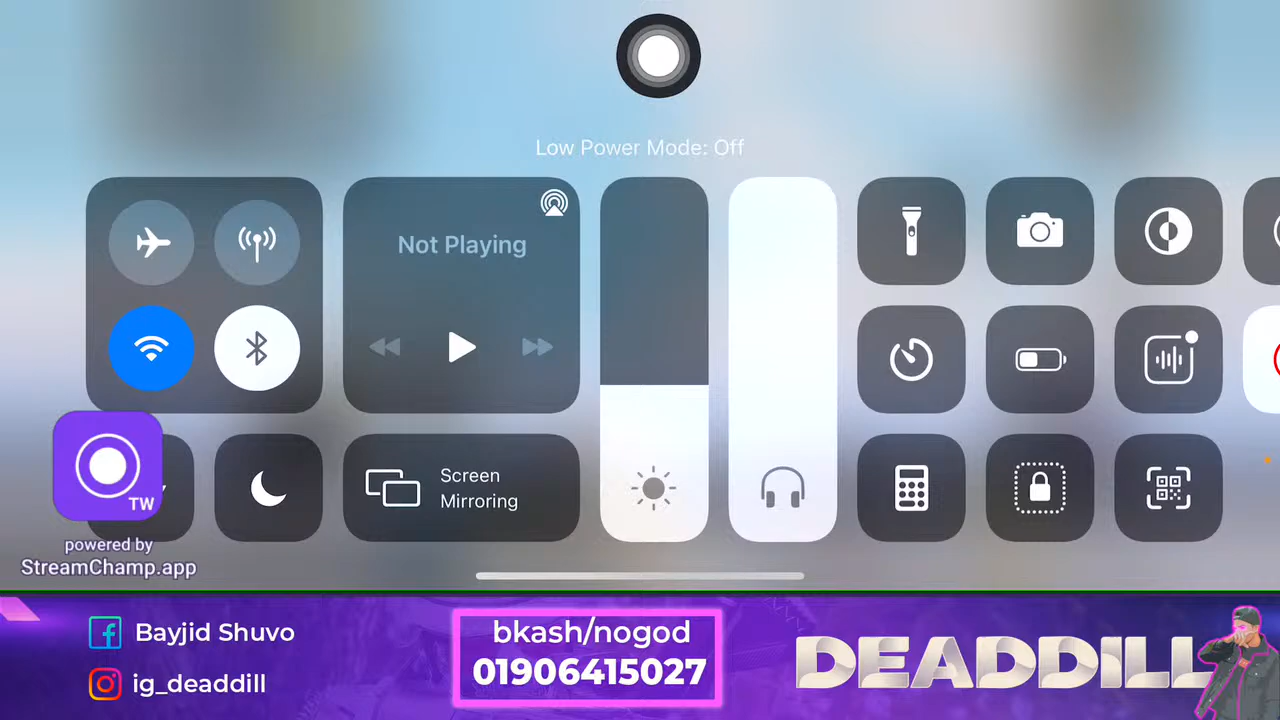 Low Power Mode: Off
Not Playing
Screen
Mirroring
TW
powered by
StreamChamp.app
Bayjid Shuvo
ig_deaddill
bkash/nogod
01906415027
DEADDILL